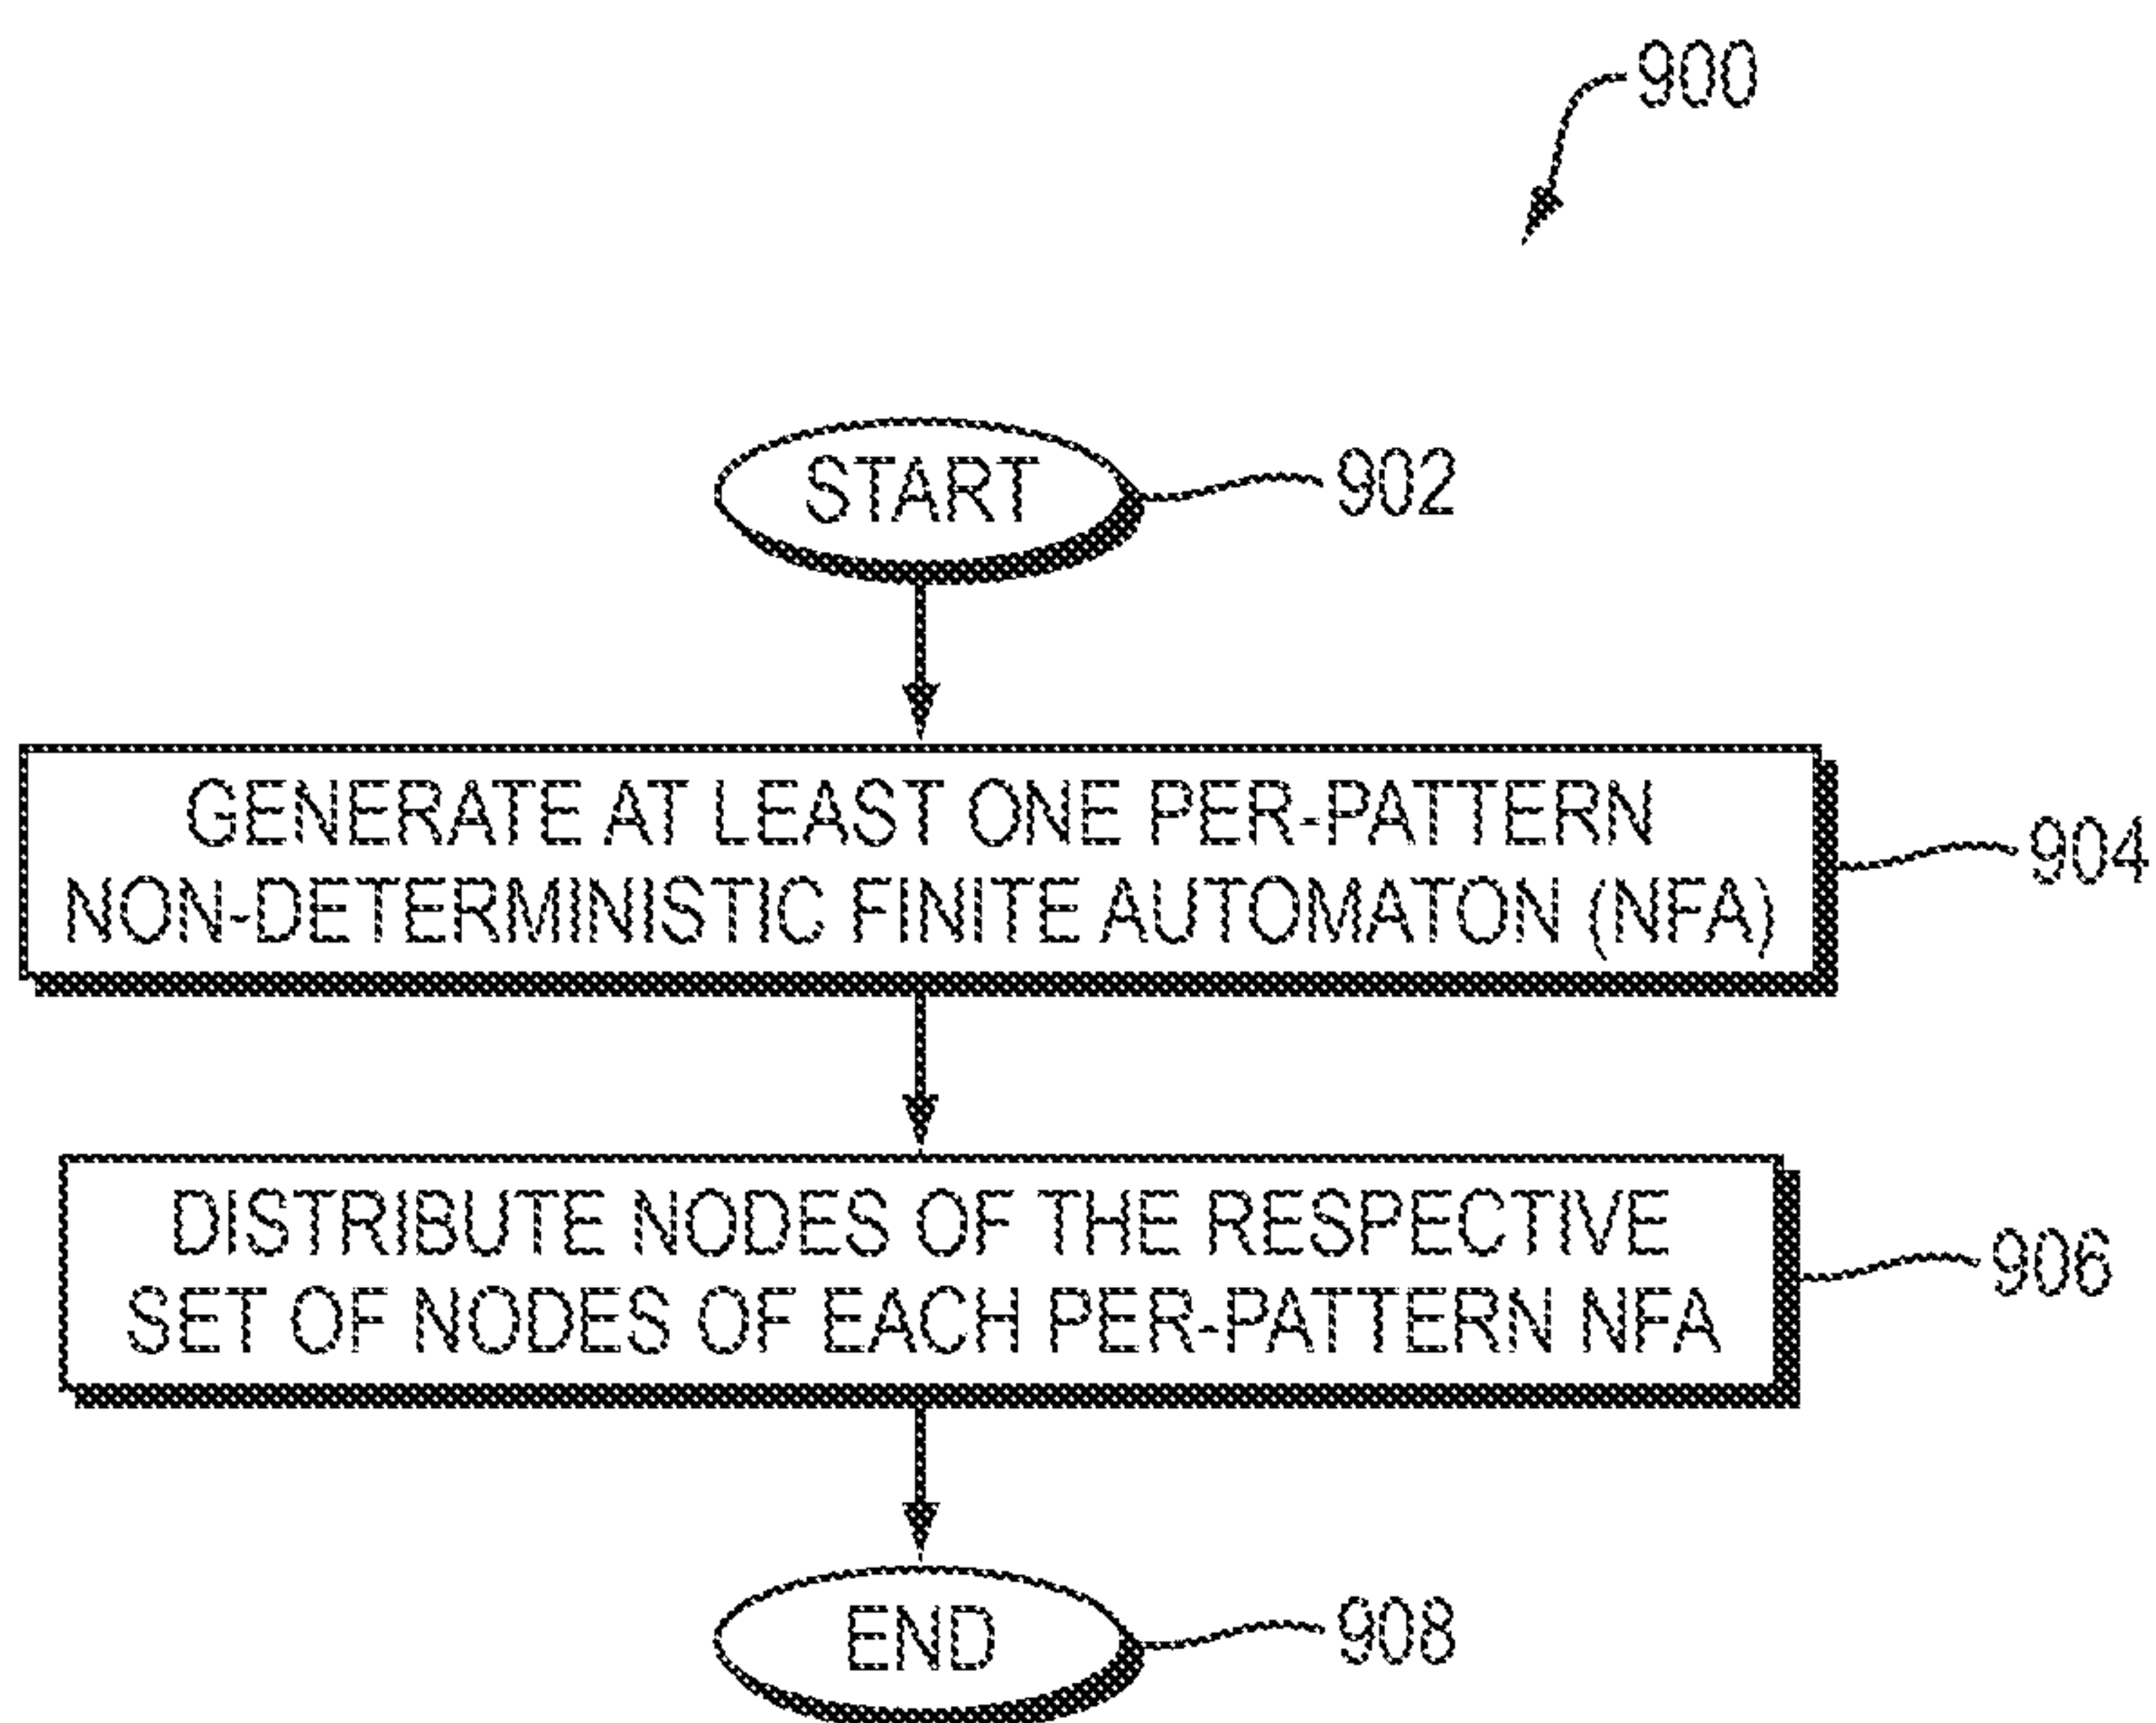 900
START
902
GENERATE AT LEAST ONE PER-PATTERN
NON-DETERMINISTIC FINITE AUTOMATON (NFA)
904
DISTRIBUTE NODES OF THE RESPECTIVE
SET OF NODES OF EACH PER-PATTERN NFA
906
END
908